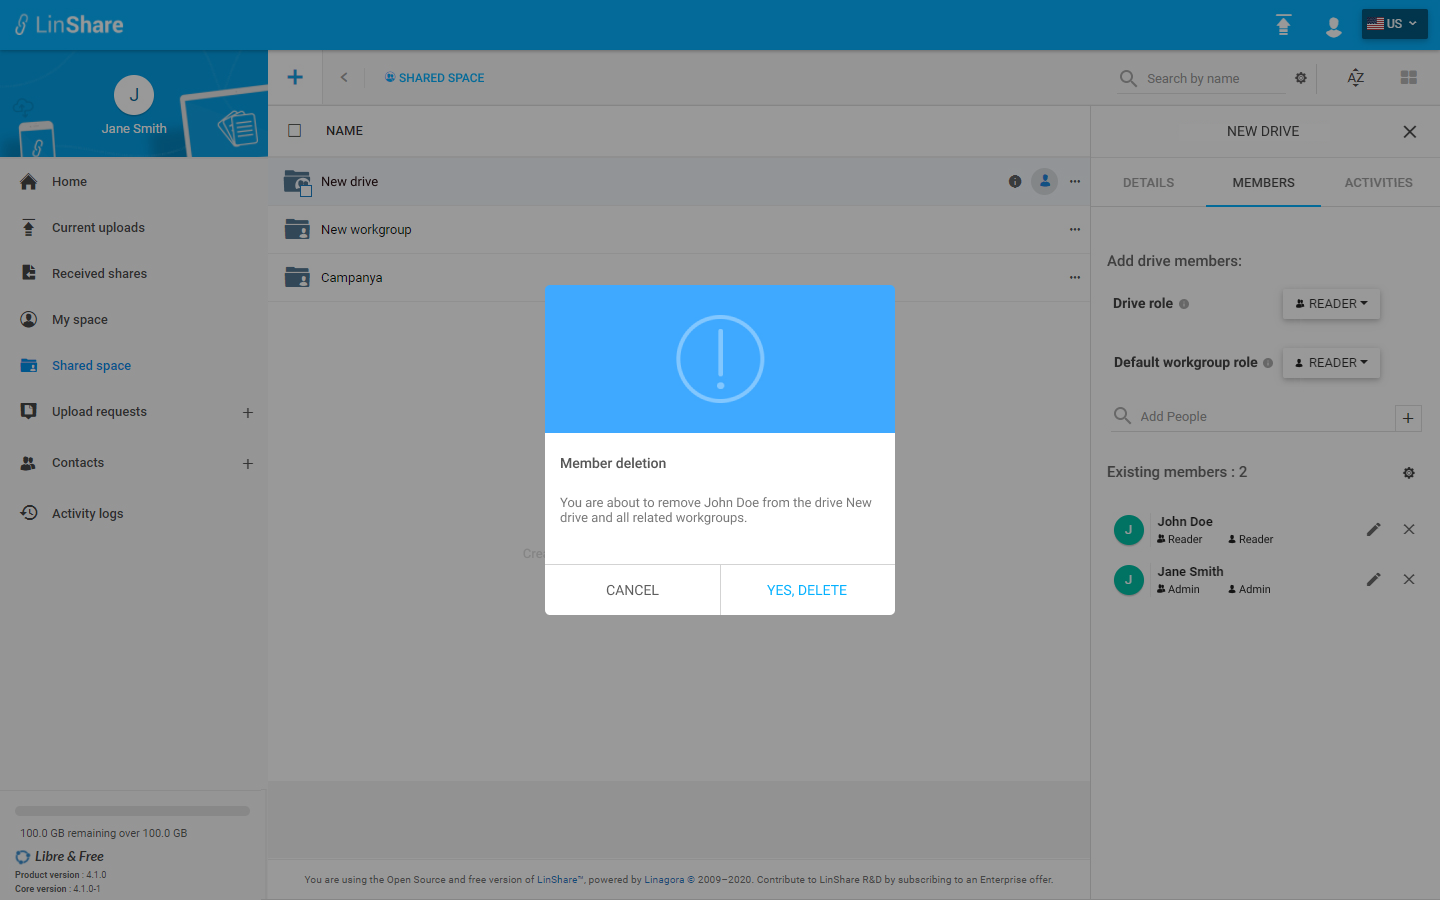 LinShare
US
J
Jane Smith
SHARED SPACE
Search by name
AZ
NAME
NEW DRIVE
Home
New drive
DETAILS
MEMBERS
ACTIVITIES
Current uploads
New workgroup
Received shares
Campanya
Add drive members:
My space
Drive role
READER
Shared space
Default workgroup role
READER
Upload requests
Add People
Contacts
Existing members : 2
Activity logs
Member deletion
You are about to remove John Doe from the drive New
drive and all related workgroups.
CANCEL
YES, DELETE
J
John Doe
Reader
Reader
J
Jane Smith
Admin
Admin
100.0 GB remaining over 100.0 GB
Libre & Free
Product version : 4.1.0
Core version : 4.1.0-1
You are using the Open Source and free version of LinShare™, powered by Linagora © 2009–2020. Contribute to LinShare R&D by subscribing to an Enterprise offer.